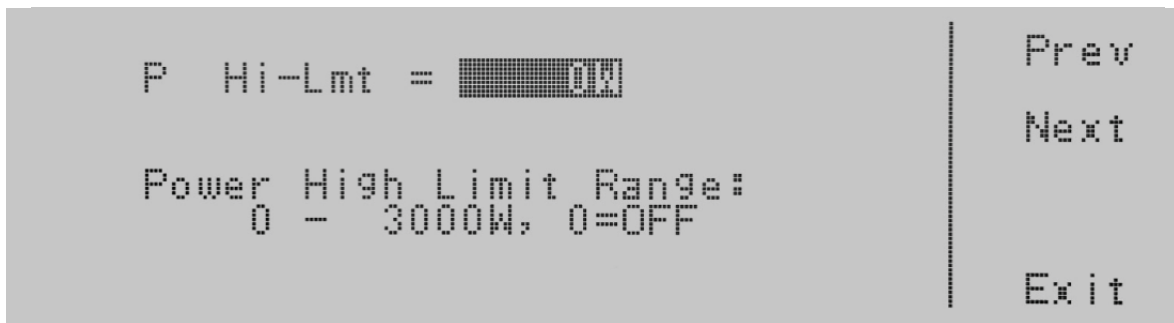 P  Hi-Lmt = 0W
Power High Limit Range:
0 - 3000W, 0=OFF
Prev
Next
Exit